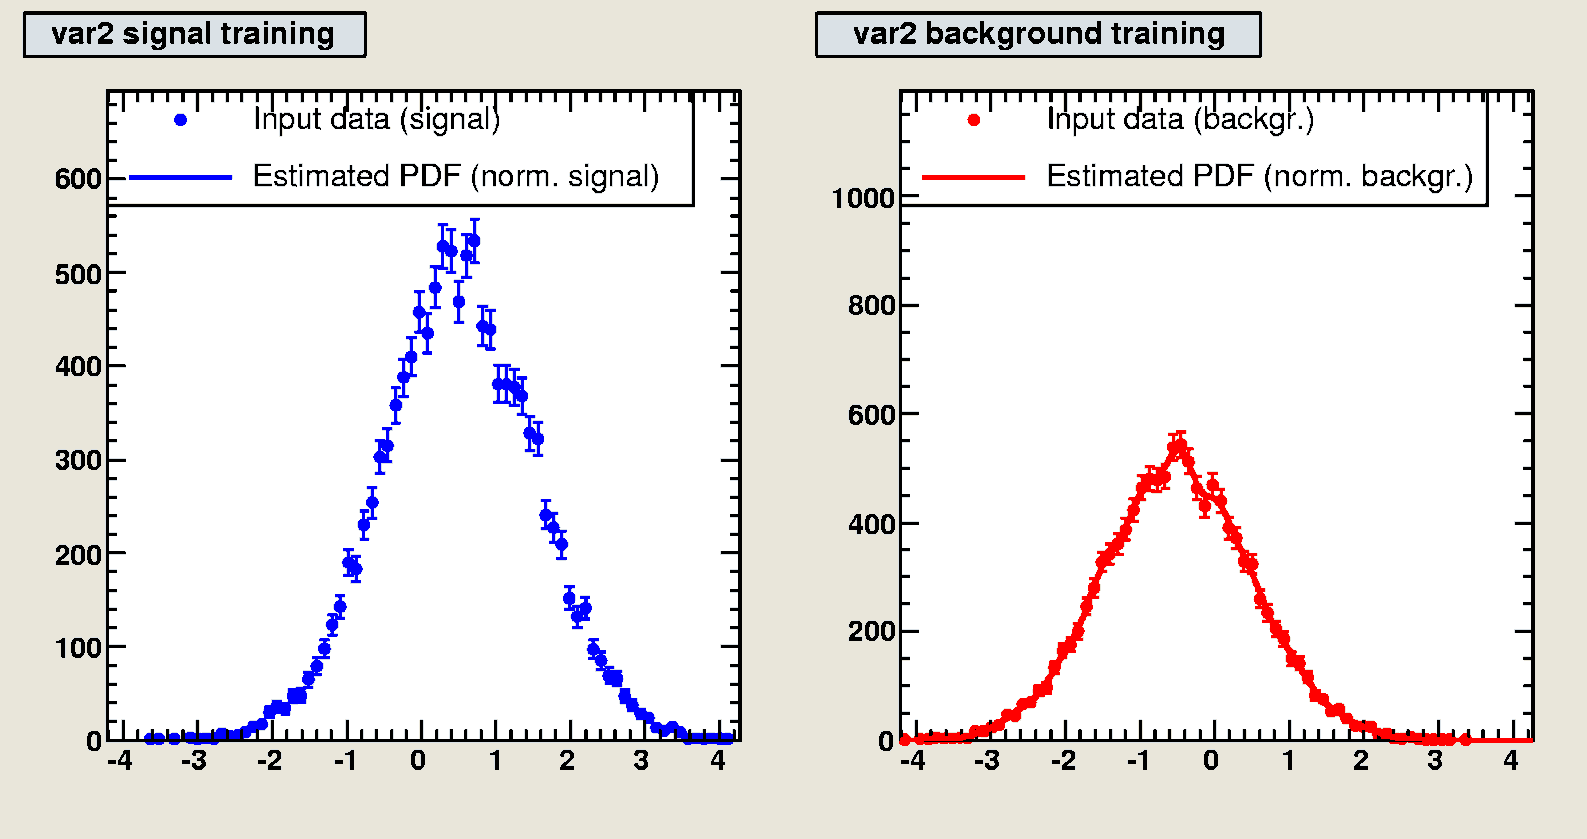 var2 signal training
var2 background training
Input data (signal)
Estimated PDF (norm. signal)
600
500
400
300
200
100
0
-4 -3 -2 -1 0 1 2 3 4
Input data (backgr.)
Estimated PDF (norm. backgr.)
1000
800
600
400
200
0
-4 -3 -2 -1 0 1 2 3 4